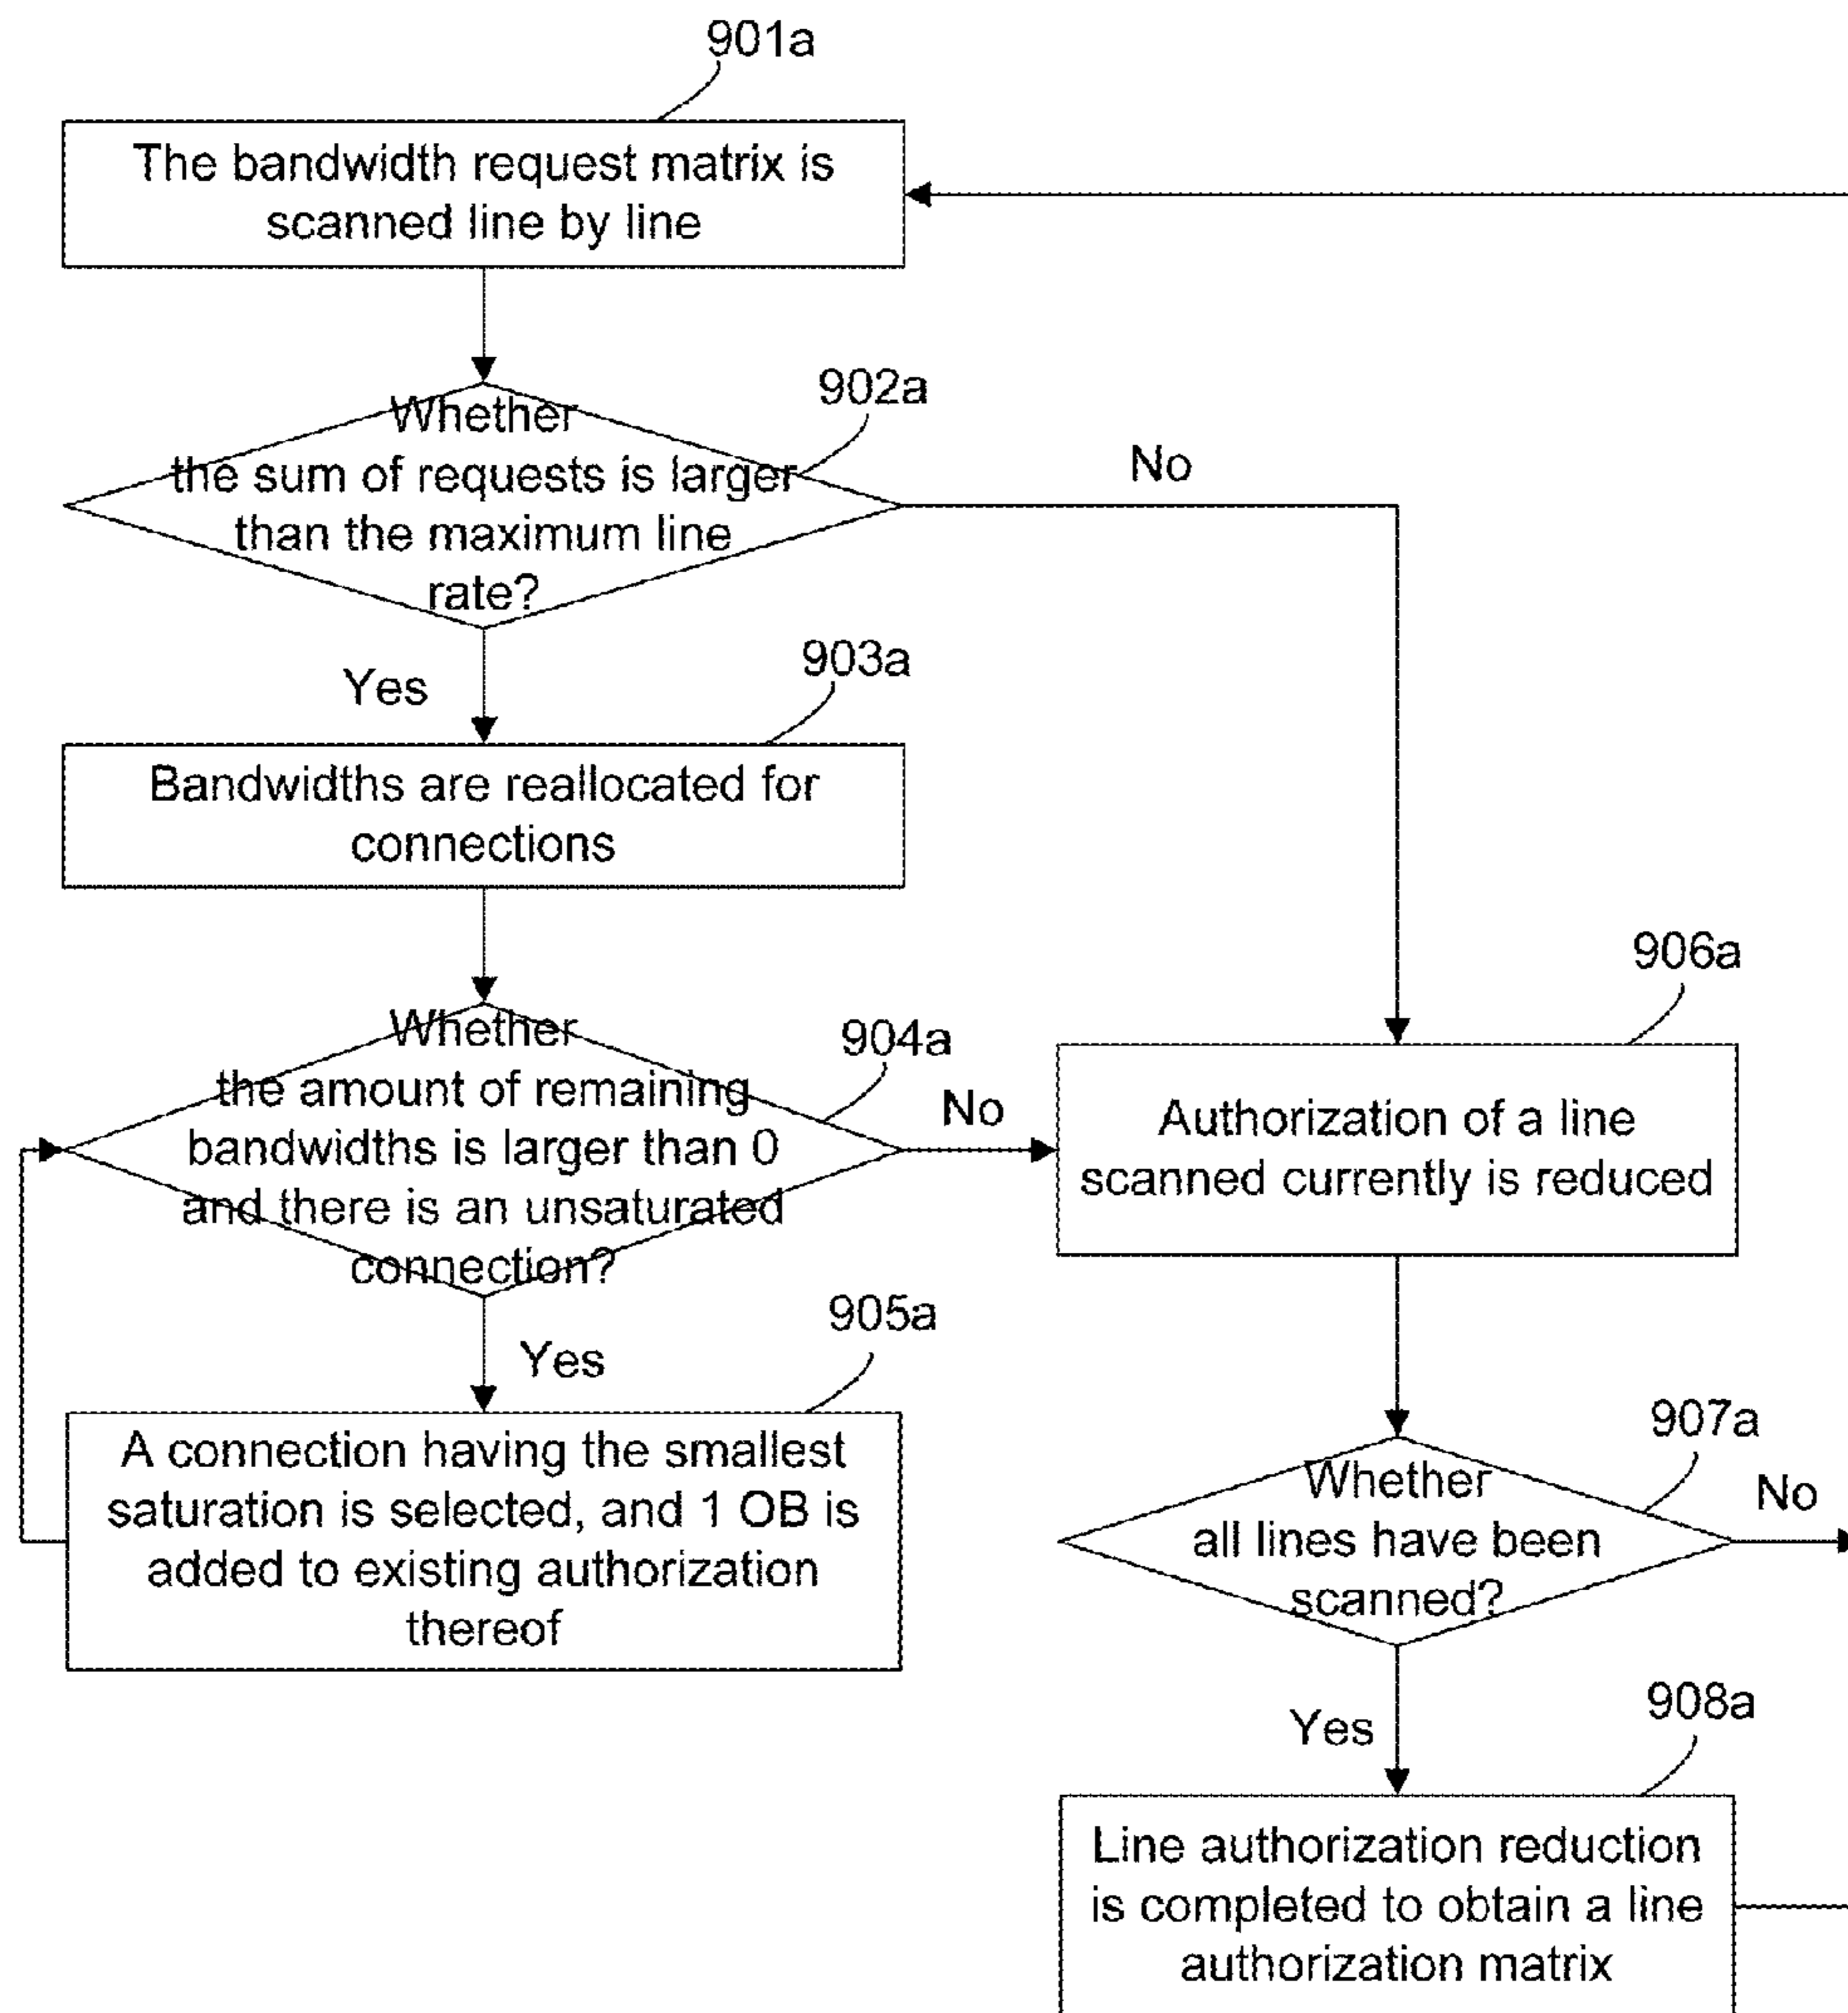 901a
The bandwidth request matrix is
scanned line by line
902a
Whether
the sum of requests is larger
than the maximum line
rate?
No
Yes
903a
Bandwidths are reallocated for
connections
904a
Whether
the amount of remaining
bandwidths is larger than 0
and there is an unsaturated
connection?
No
Yes
905a
A connection having the smallest
saturation is selected, and 1 OB is
added to existing authorization
thereof
906a
Authorization of a line
scanned currently is reduced
907a
Whether
all lines have been
scanned?
No
Yes
908a
Line authorization reduction
is completed to obtain a line
authorization matrix